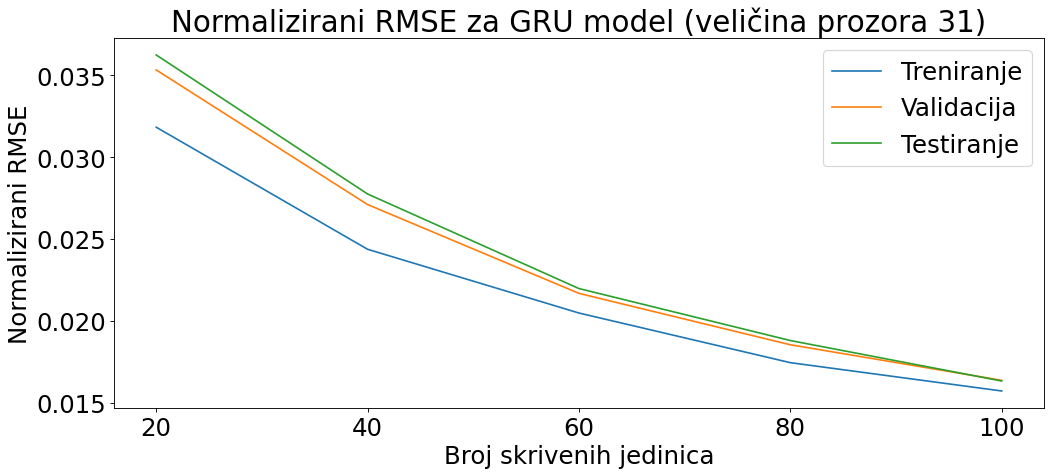 Normalizirani RMSE za GRU model (veličina prozora 31)
Normalizirani RMSE
0.035
0.030
0.025
0.020
0.015
Treniranje
Validacija
Testiranje
20 40 60 80 100
Broj skrivenih jedinica